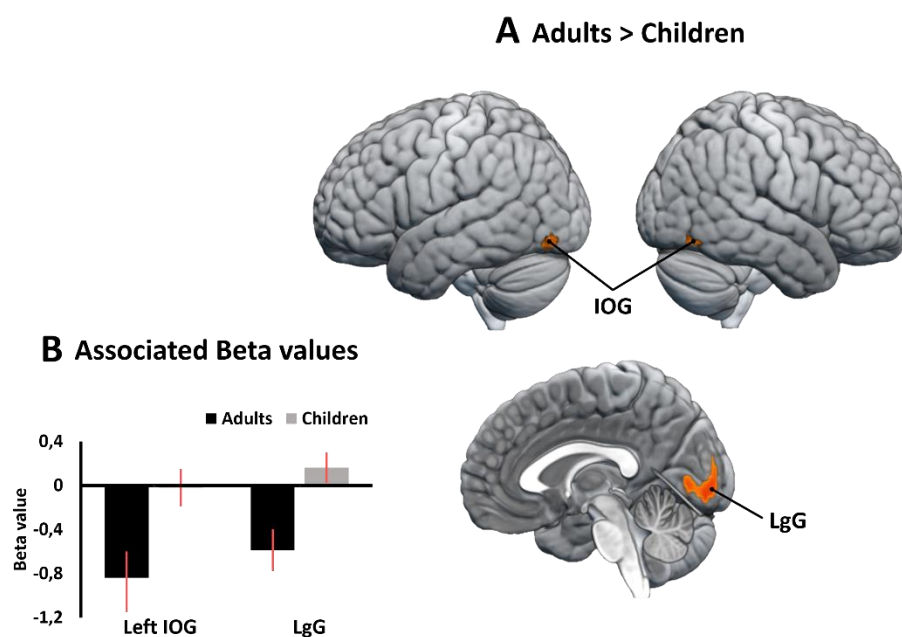 A Adults > Children
IOG
B Associated Beta values
Adults Children
0,4
0
-0,4
-0,8
-1,2
Beta value
Left IOG LgG
LgG